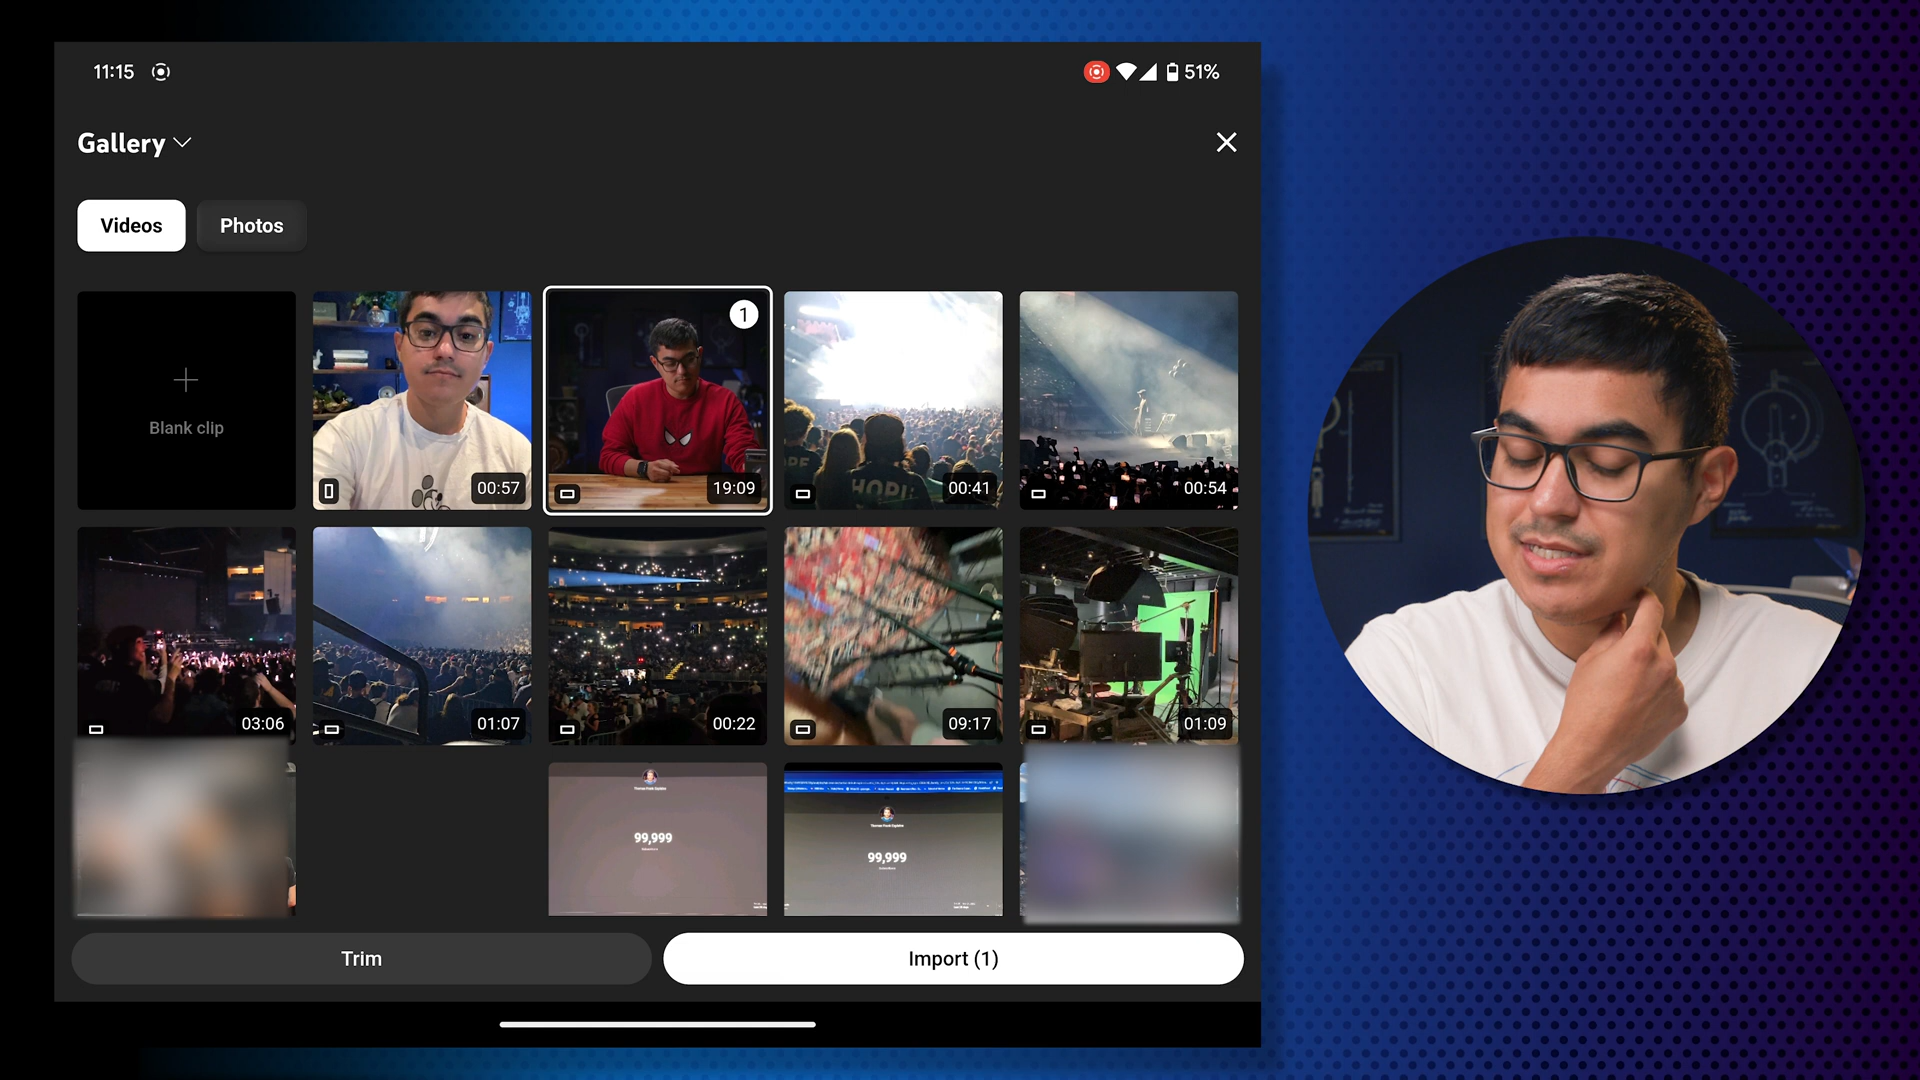 11:15
51%
Gallery
Videos
Photos
1
Blank clip
00:57
19:09
00:41
00:54
03:06
01:07
00:22
09:17
01:09
99,999
99,999
Trim
Import (1)